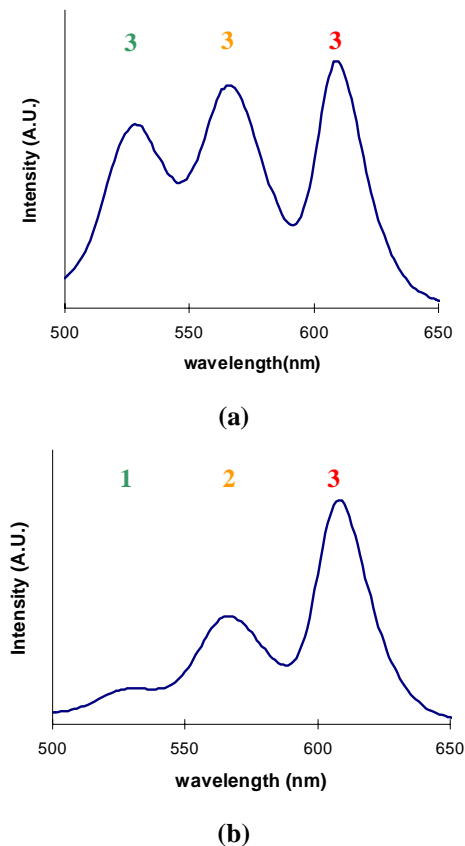 3 3 3
Intensity (A.U.)
500 550 600 650
wavelength(nm)
(a)
1 2 3
Intensity (A.U.)
500 550 600 650
wavelength (nm)
(b)